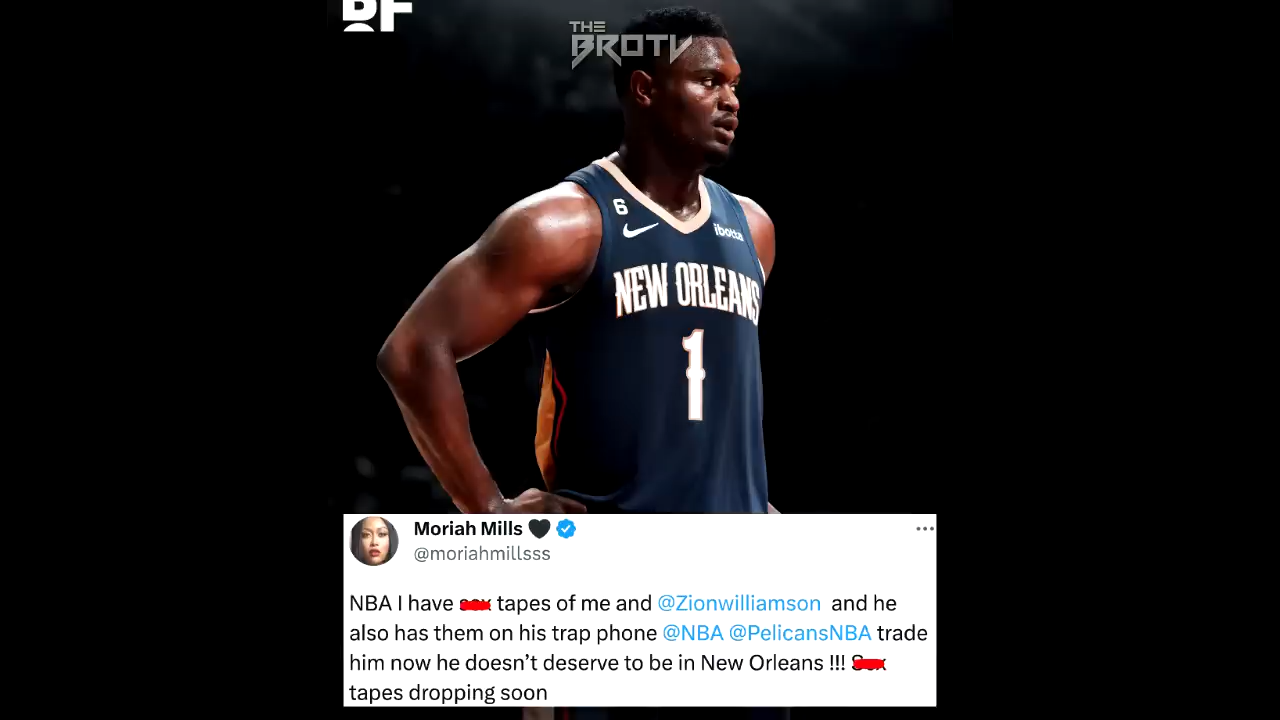 BF
THE
BROTV
6
ibotta
NEW ORLEANS
1
Moriah Mills
@moriahmillsss
NBA I have sex tapes of me and @Zionwilliamson and he
also has them on his trap phone @NBA @PelicansNBA trade
him now he doesn't deserve to be in New Orleans !!! Sex
tapes dropping soon